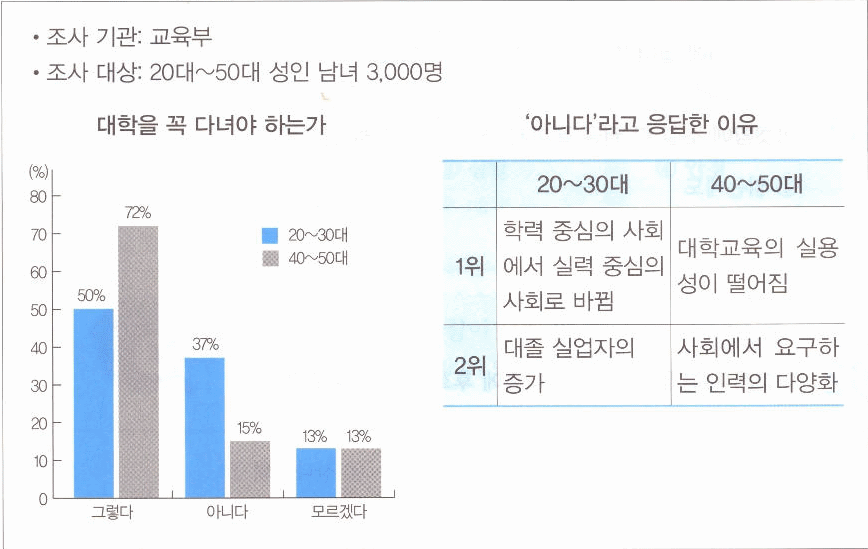 • 조사 기관: 교육부
• 조사 대상: 20대～50대 성인 남녀 3,000명
대학을 꼭 다녀야 하는가
(%)
80
70
60
50
40
30
20
10
0
50%
72%
37%
15%
13%
13%
20～30대
40～50대
그렇다
아니다
모르겠다
‘아니다’라고 응답한 이유
20～30대
40～50대
1위
학력 중심의 사회
에서 실력 중심의
사회로 바뀜
대학교육의 실용
성이 떨어짐
2위
대졸 실업자의
증가
사회에서 요구하
는 인력의 다양화